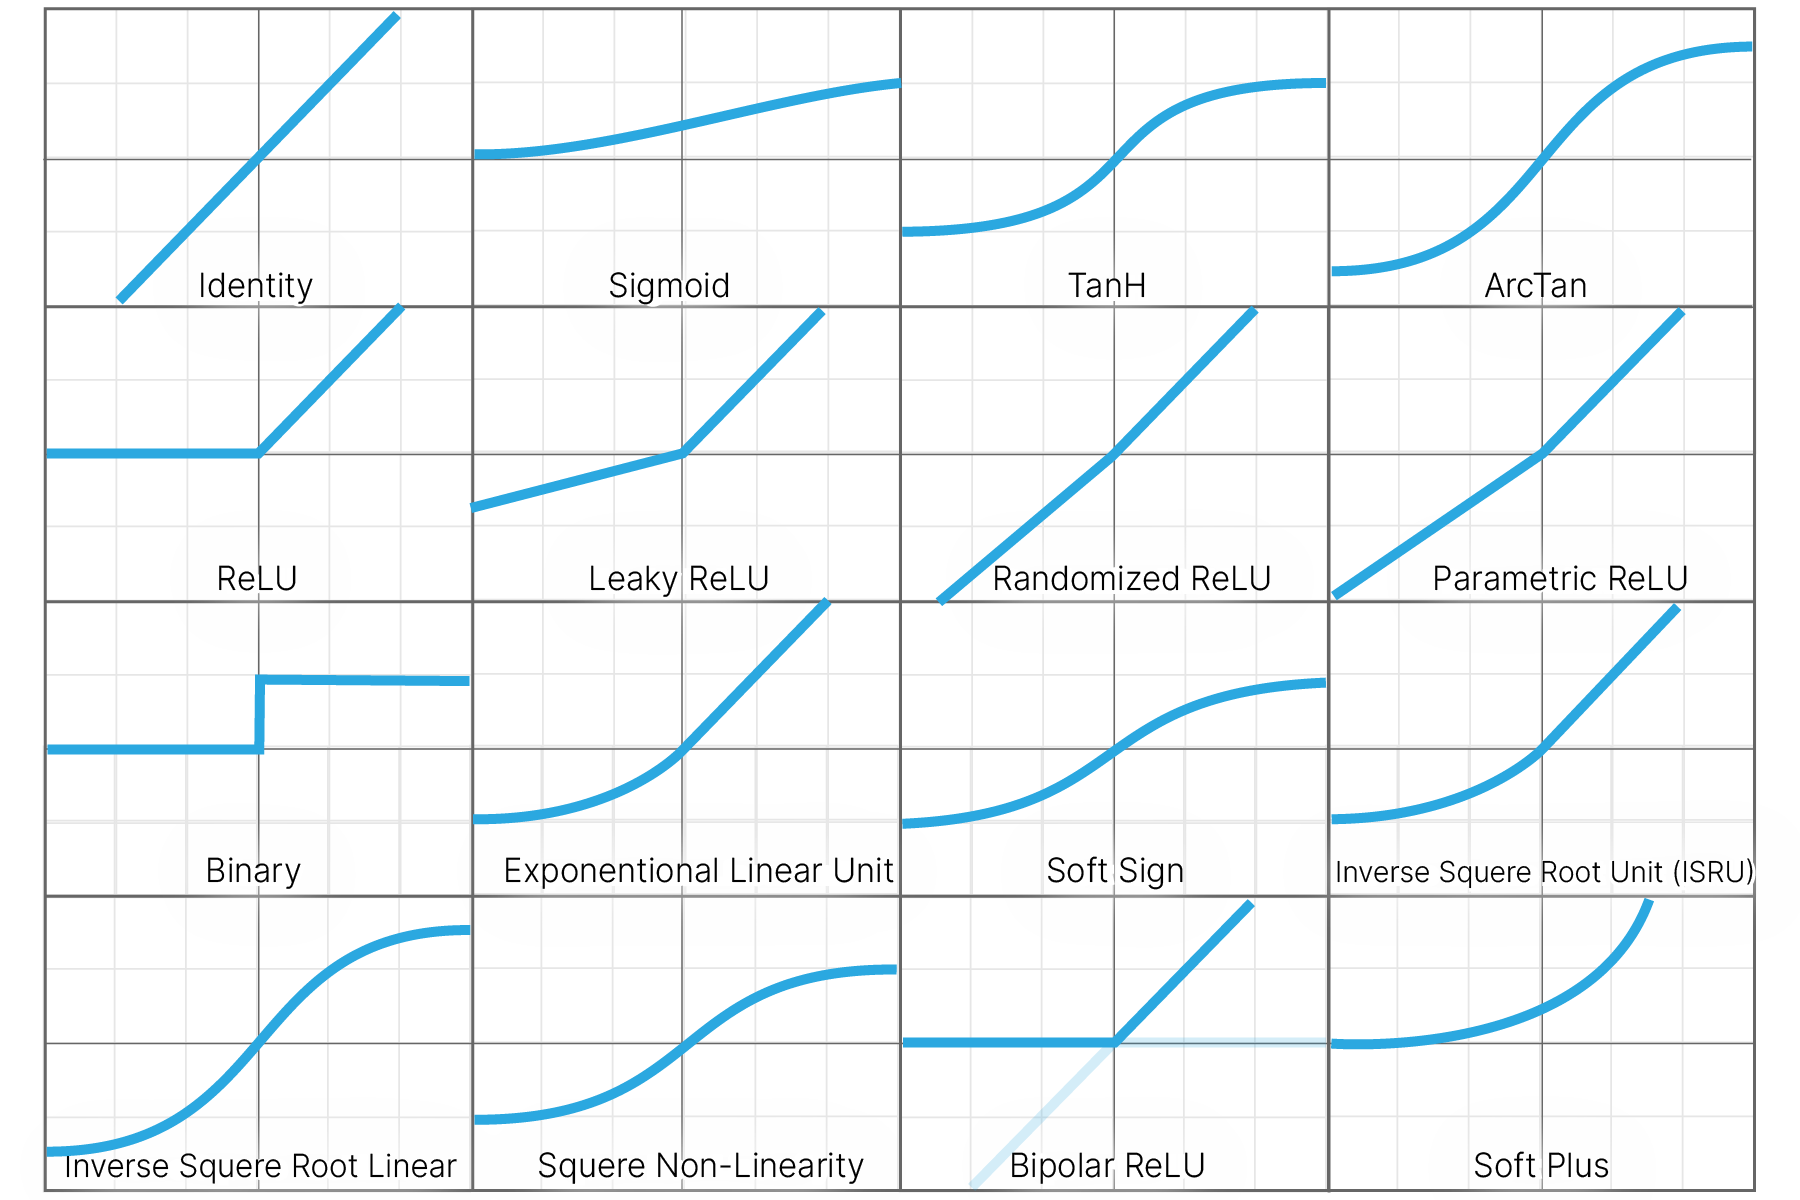 Identity
Sigmoid
TanH
ArcTan
ReLU
Leaky ReLU
Randomized ReLU
Parametric ReLU
Binary
Exponentional Linear Unit
Soft Sign
Inverse Squere Root Unit (ISRU)
Inverse Squere Root Linear
Squere Non-Linearity
Bipolar ReLU
Soft Plus